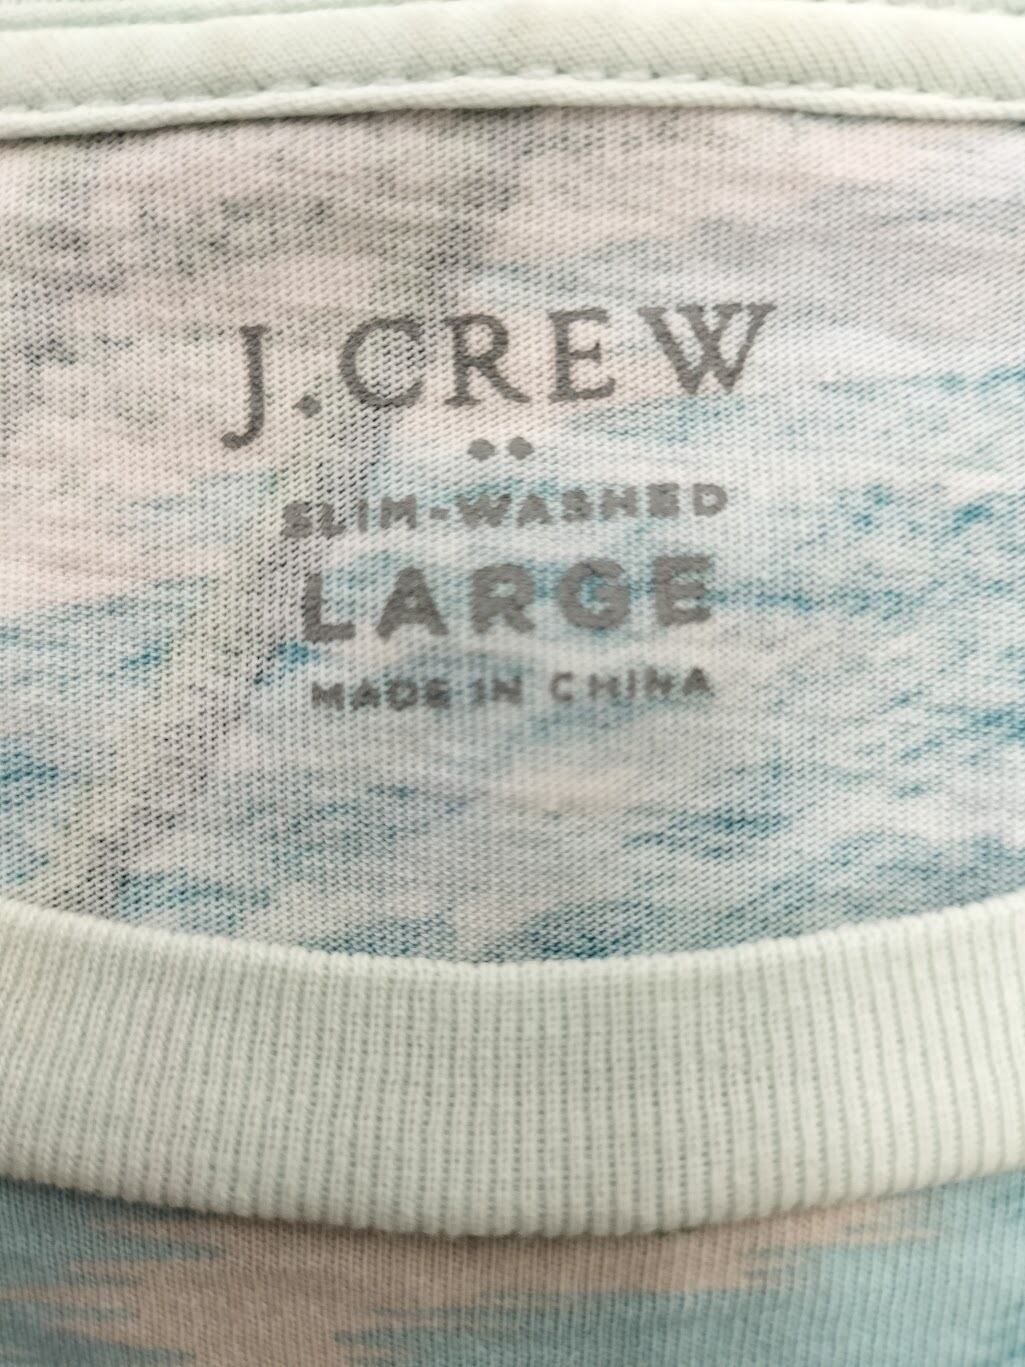 J.CREW
SLIM-WASHED
LARGE
MADE IN CHINA